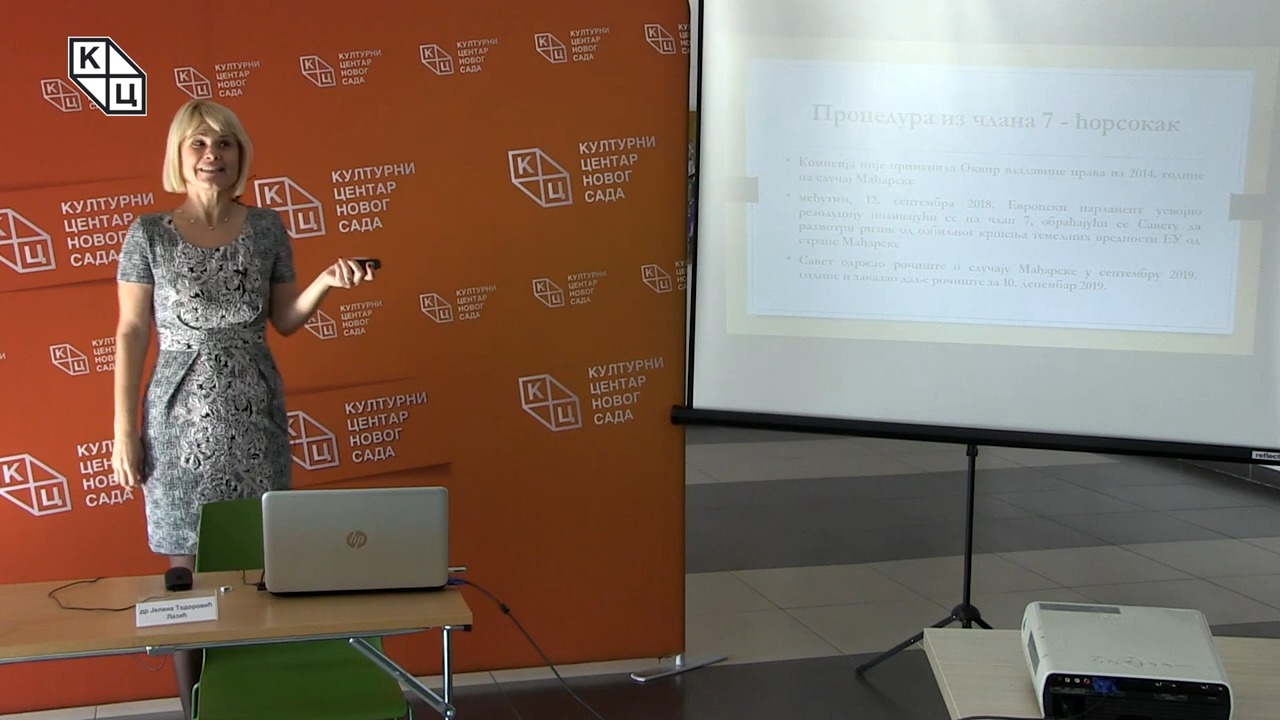 К
Ц
КУЛТУРНИ
ЦЕНТАР
НОВОГ
САДА
Процедура из члана 7 - ћорсокак
• Комисија није применила Оквир владавине права из 2014. године
на случај Мађарске
• међутим, 12. септембра 2018, Европски парламент усвојио
резолуцију позивајући се на члан 7, обраћајући се Савету да
размотри ризик од озбиљног кршења темељних вредности ЕУ од
стране Мађарске
• Савет одржао рочиште о случају Мађарске у септембру 2019.
године и заказао даље рочиште за 10. децембар 2019.
hp
др Јелена Тодоровић
Лазић